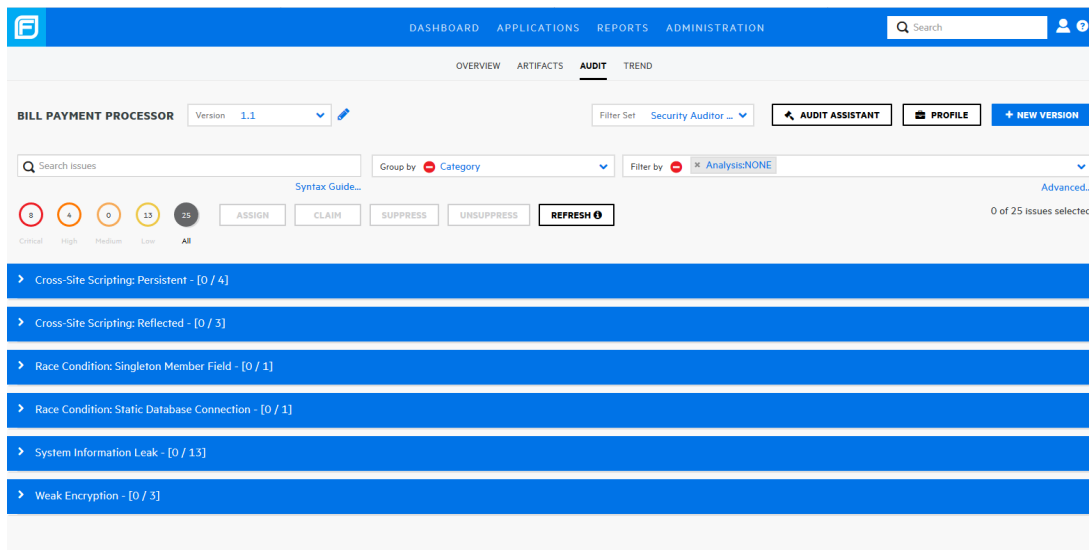 DASHBOARD APPLICATIONS REPORTS ADMINISTRATION Search ?
OVERVIEW ARTIFACTS AUDIT TREND
BILL PAYMENT PROCESSOR Version 1.1 Filter Set Security Auditor ... AUDIT ASSISTANT PROFILE + NEW VERSION
Search issues Group by Category Filter by × Analysis:NONE
Syntax Guide... Advanced..
8 4 0 13 25 ASSIGN CLAIM SUPPRESS UNSUPPRESS REFRESH 0 of 25 issues selected
Critical High Medium Low All
Cross-Site Scripting: Persistent - [0 / 4]
Cross-Site Scripting: Reflected - [0 / 3]
Race Condition: Singleton Member Field - [0 / 1]
Race Condition: Static Database Connection - [0 / 1]
System Information Leak - [0 / 13]
Weak Encryption - [0 / 3]